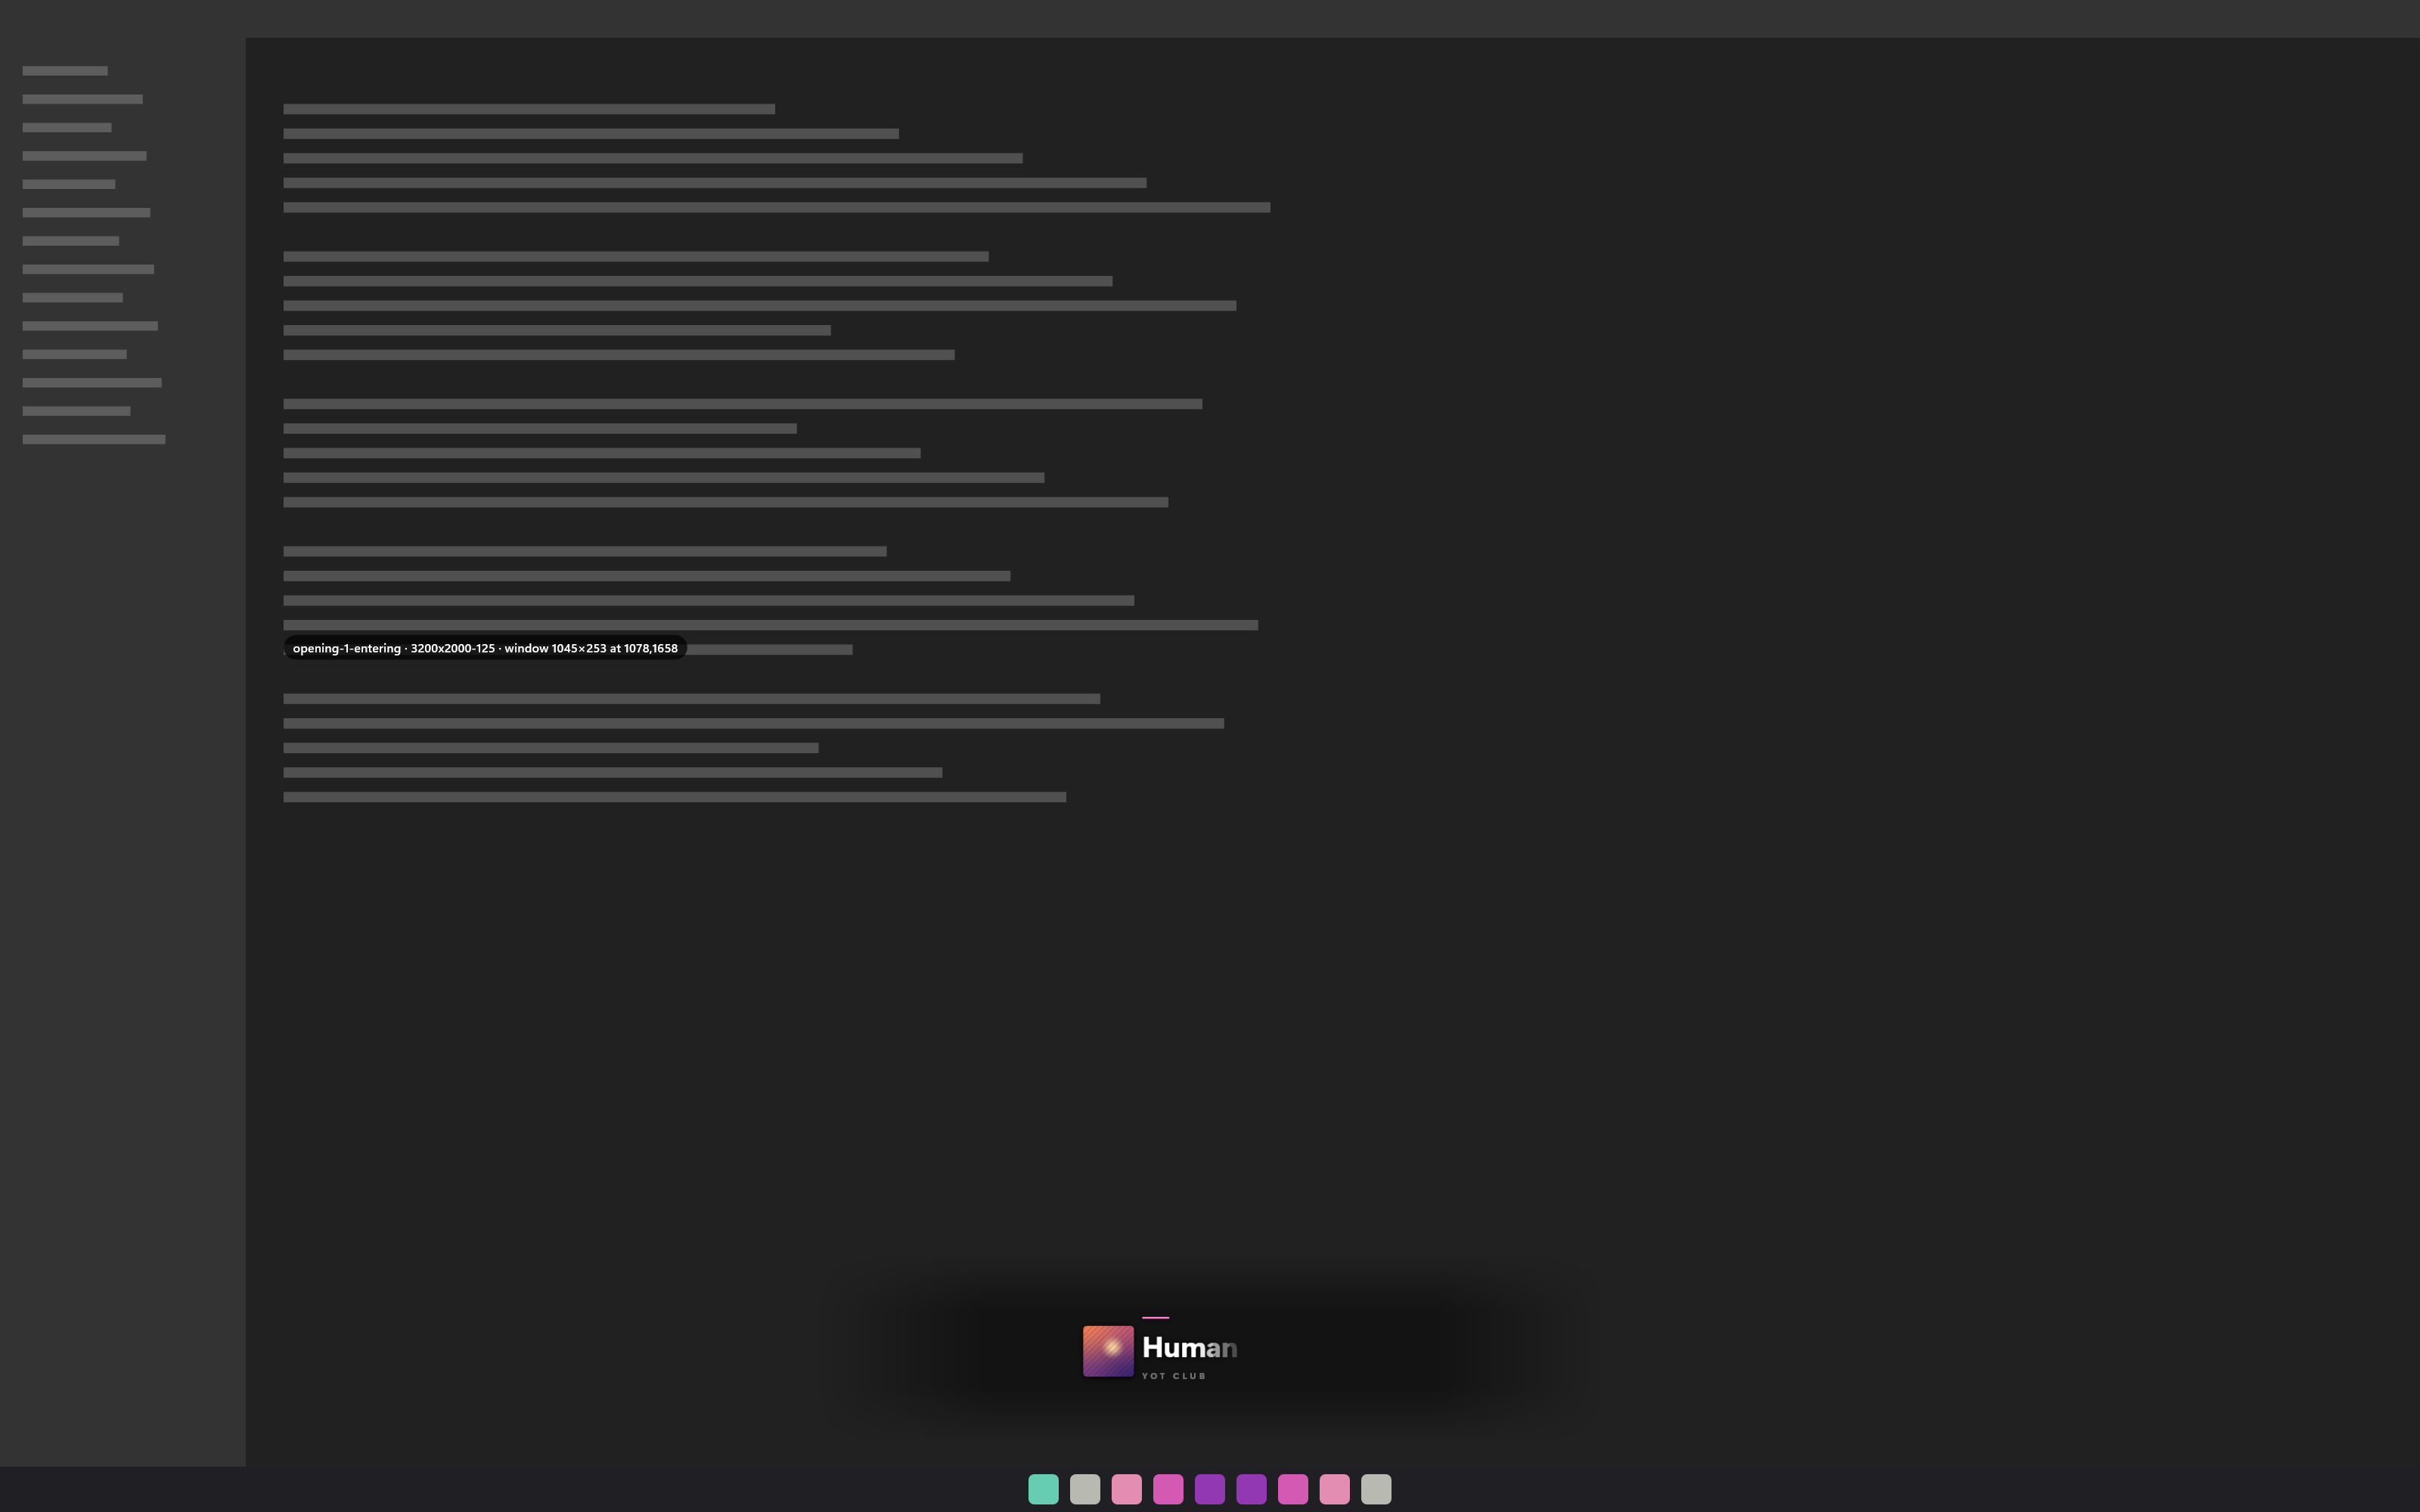 opening-1-entering · 3200x2000-125 · window 1045×253 at 1078,1658
Human
YOT CLUB